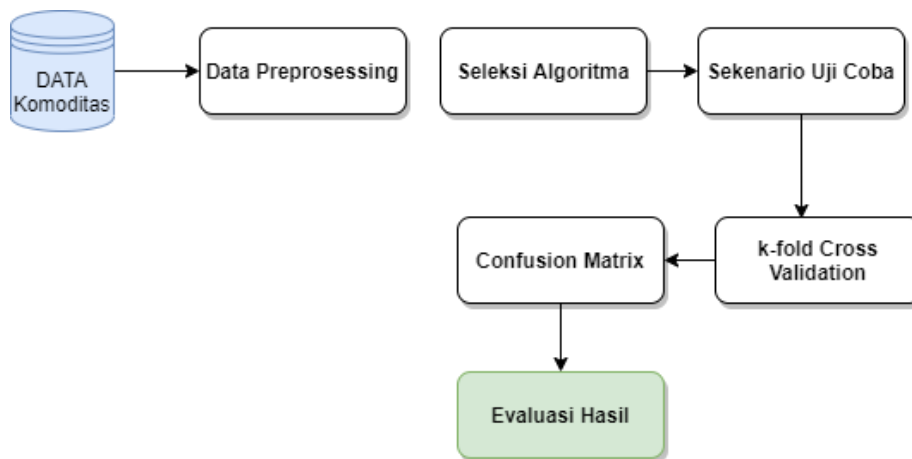 DATA
Komoditas
Data Preprosessing
Seleksi Algoritma
Sekenario Uji Coba
k-fold Cross
Validation
Confusion Matrix
Evaluasi Hasil